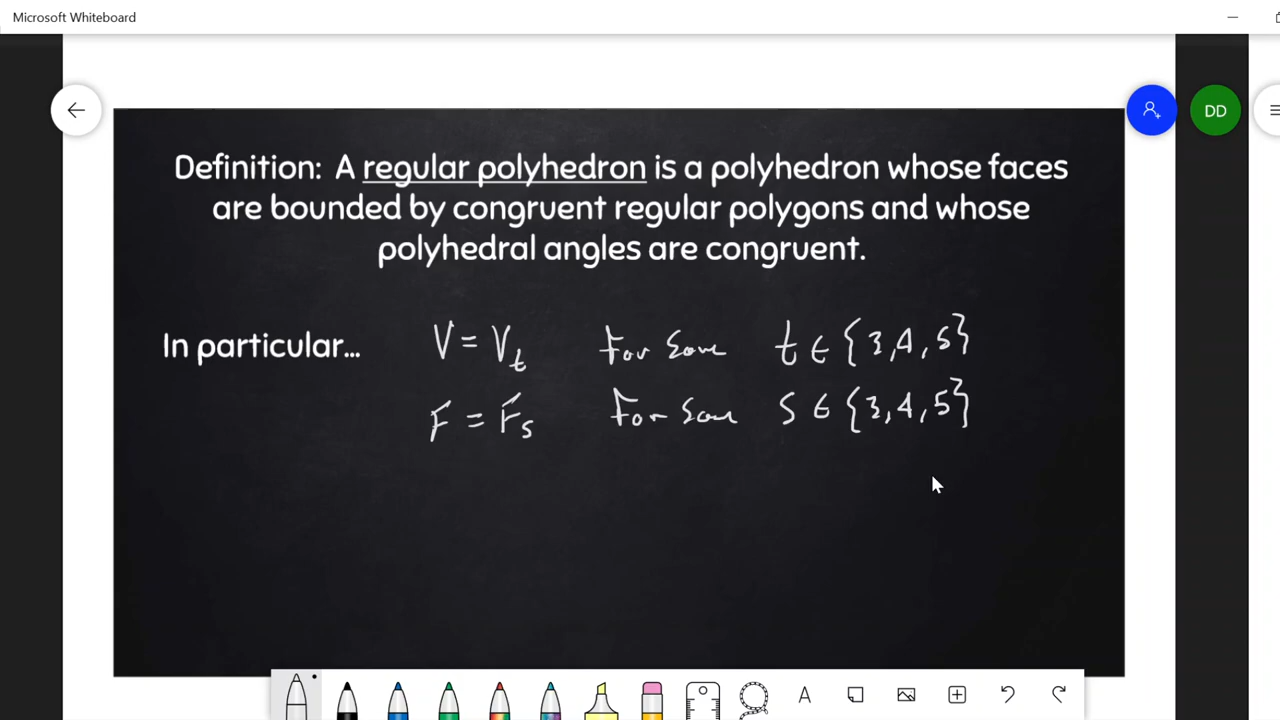 Microsoft Whiteboard
DD
Definition: A regular polyhedron is a polyhedron whose faces
are bounded by congruent regular polygons and whose
polyhedral angles are congruent.
In particular... V = V_t for some t ∈ {3,4,5}
F = F_s for some s ∈ {3,4,5}
A